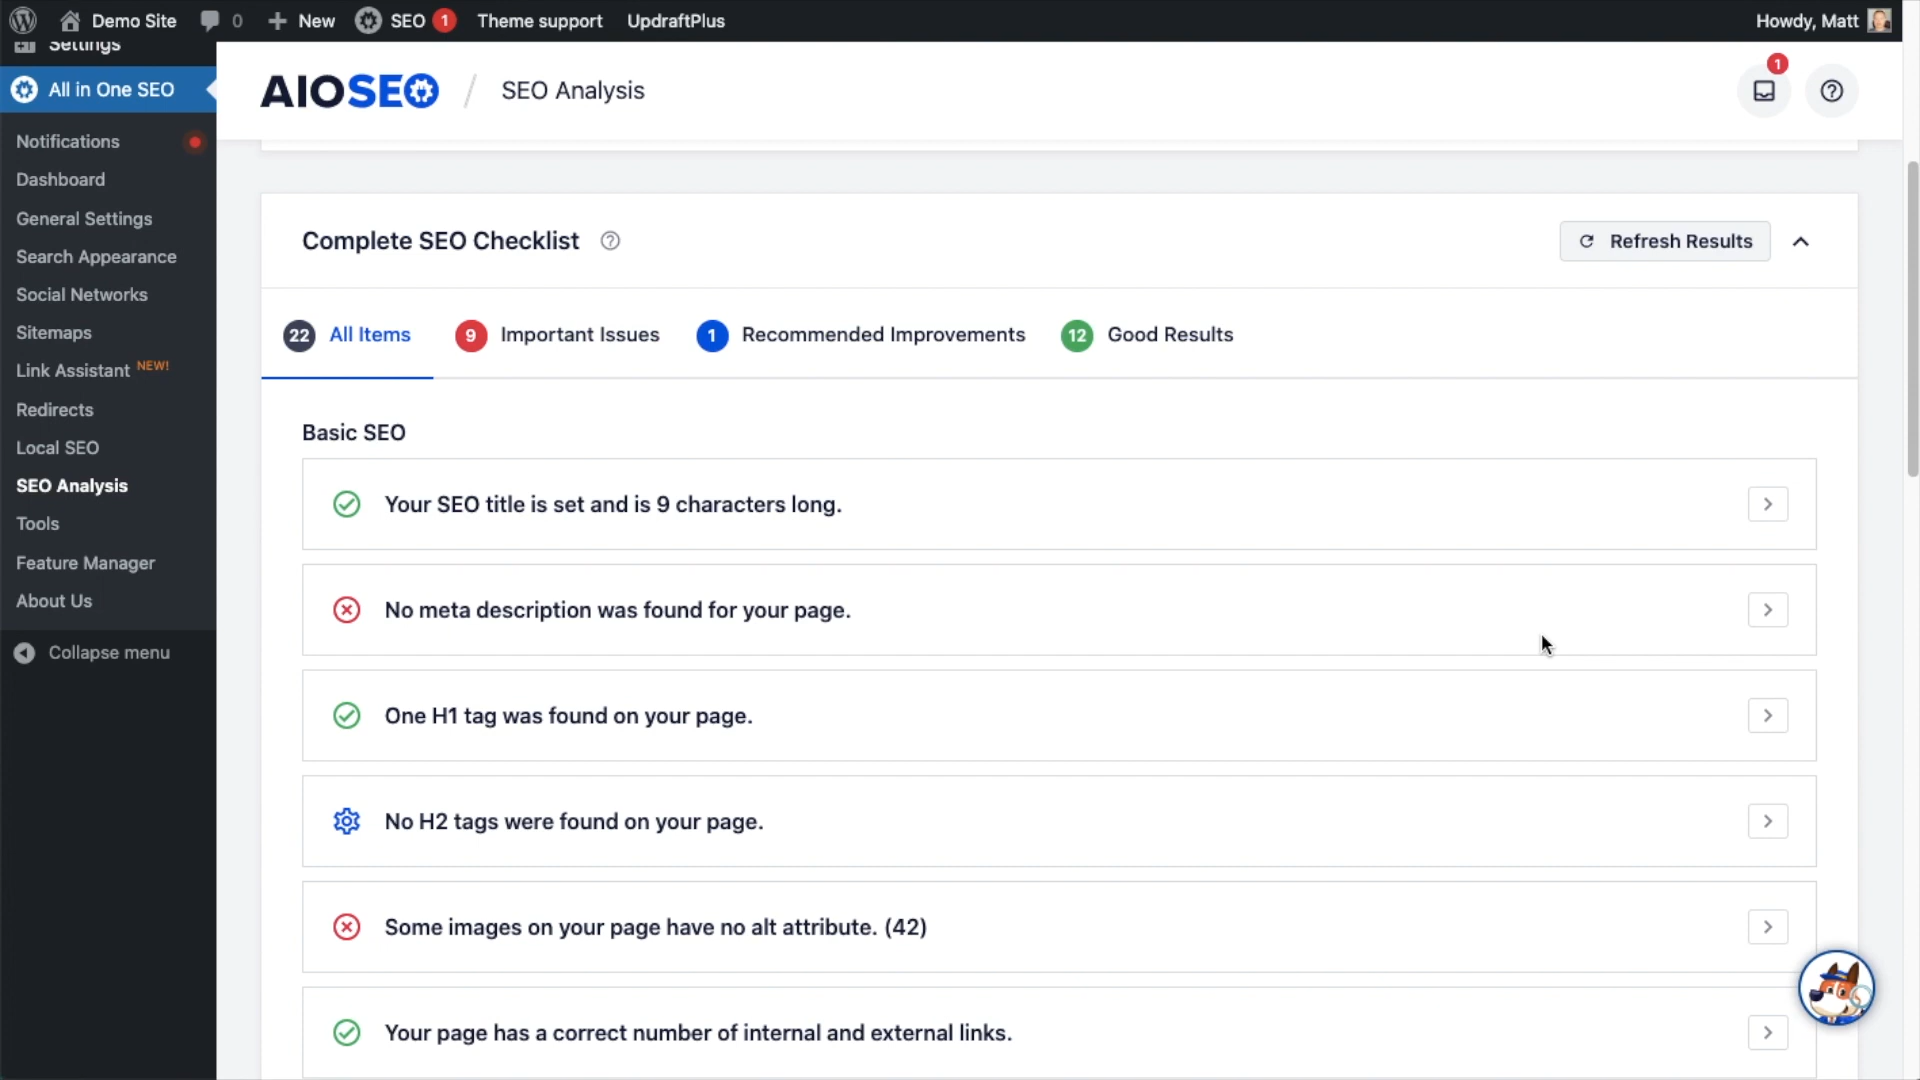 Demo Site 0 New SEO 1 Theme support UpdraftPlus Howdy, Matt
Settings
All in One SEO
Notifications
Dashboard
General Settings
Search Appearance
Social Networks
Sitemaps
Link Assistant NEW!
Redirects
Local SEO
SEO Analysis
Tools
Feature Manager
About Us
Collapse menu
AIOSEO / SEO Analysis
1
Complete SEO Checklist
Refresh Results
22 All Items 9 Important Issues 1 Recommended Improvements 12 Good Results
Basic SEO
Your SEO title is set and is 9 characters long.
No meta description was found for your page.
One H1 tag was found on your page.
No H2 tags were found on your page.
Some images on your page have no alt attribute. (42)
Your page has a correct number of internal and external links.